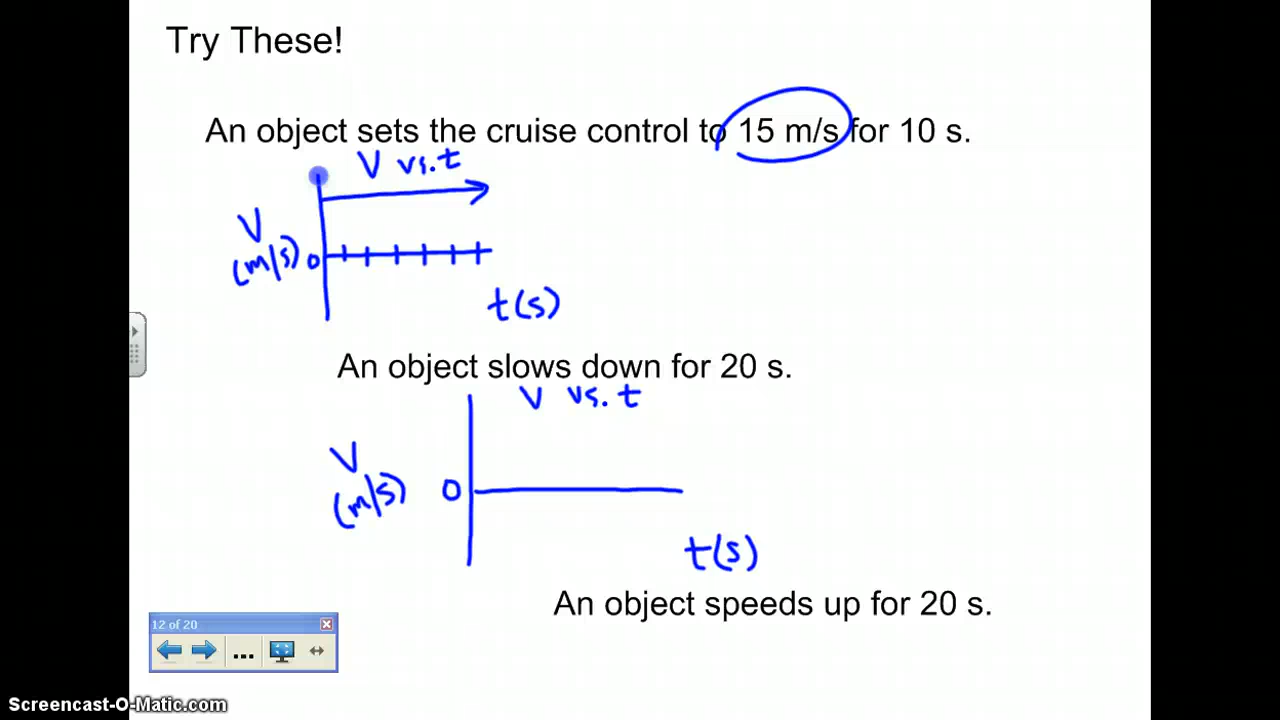 Try These!
An object sets the cruise control to 15 m/s for 10 s.
V vs. t
V
(m/s) 0
t(s)
An object slows down for 20 s.
V vs. t
V
(m/s) 0
t(s)
An object speeds up for 20 s.
12 of 20
...
Screencast-O-Matic.com